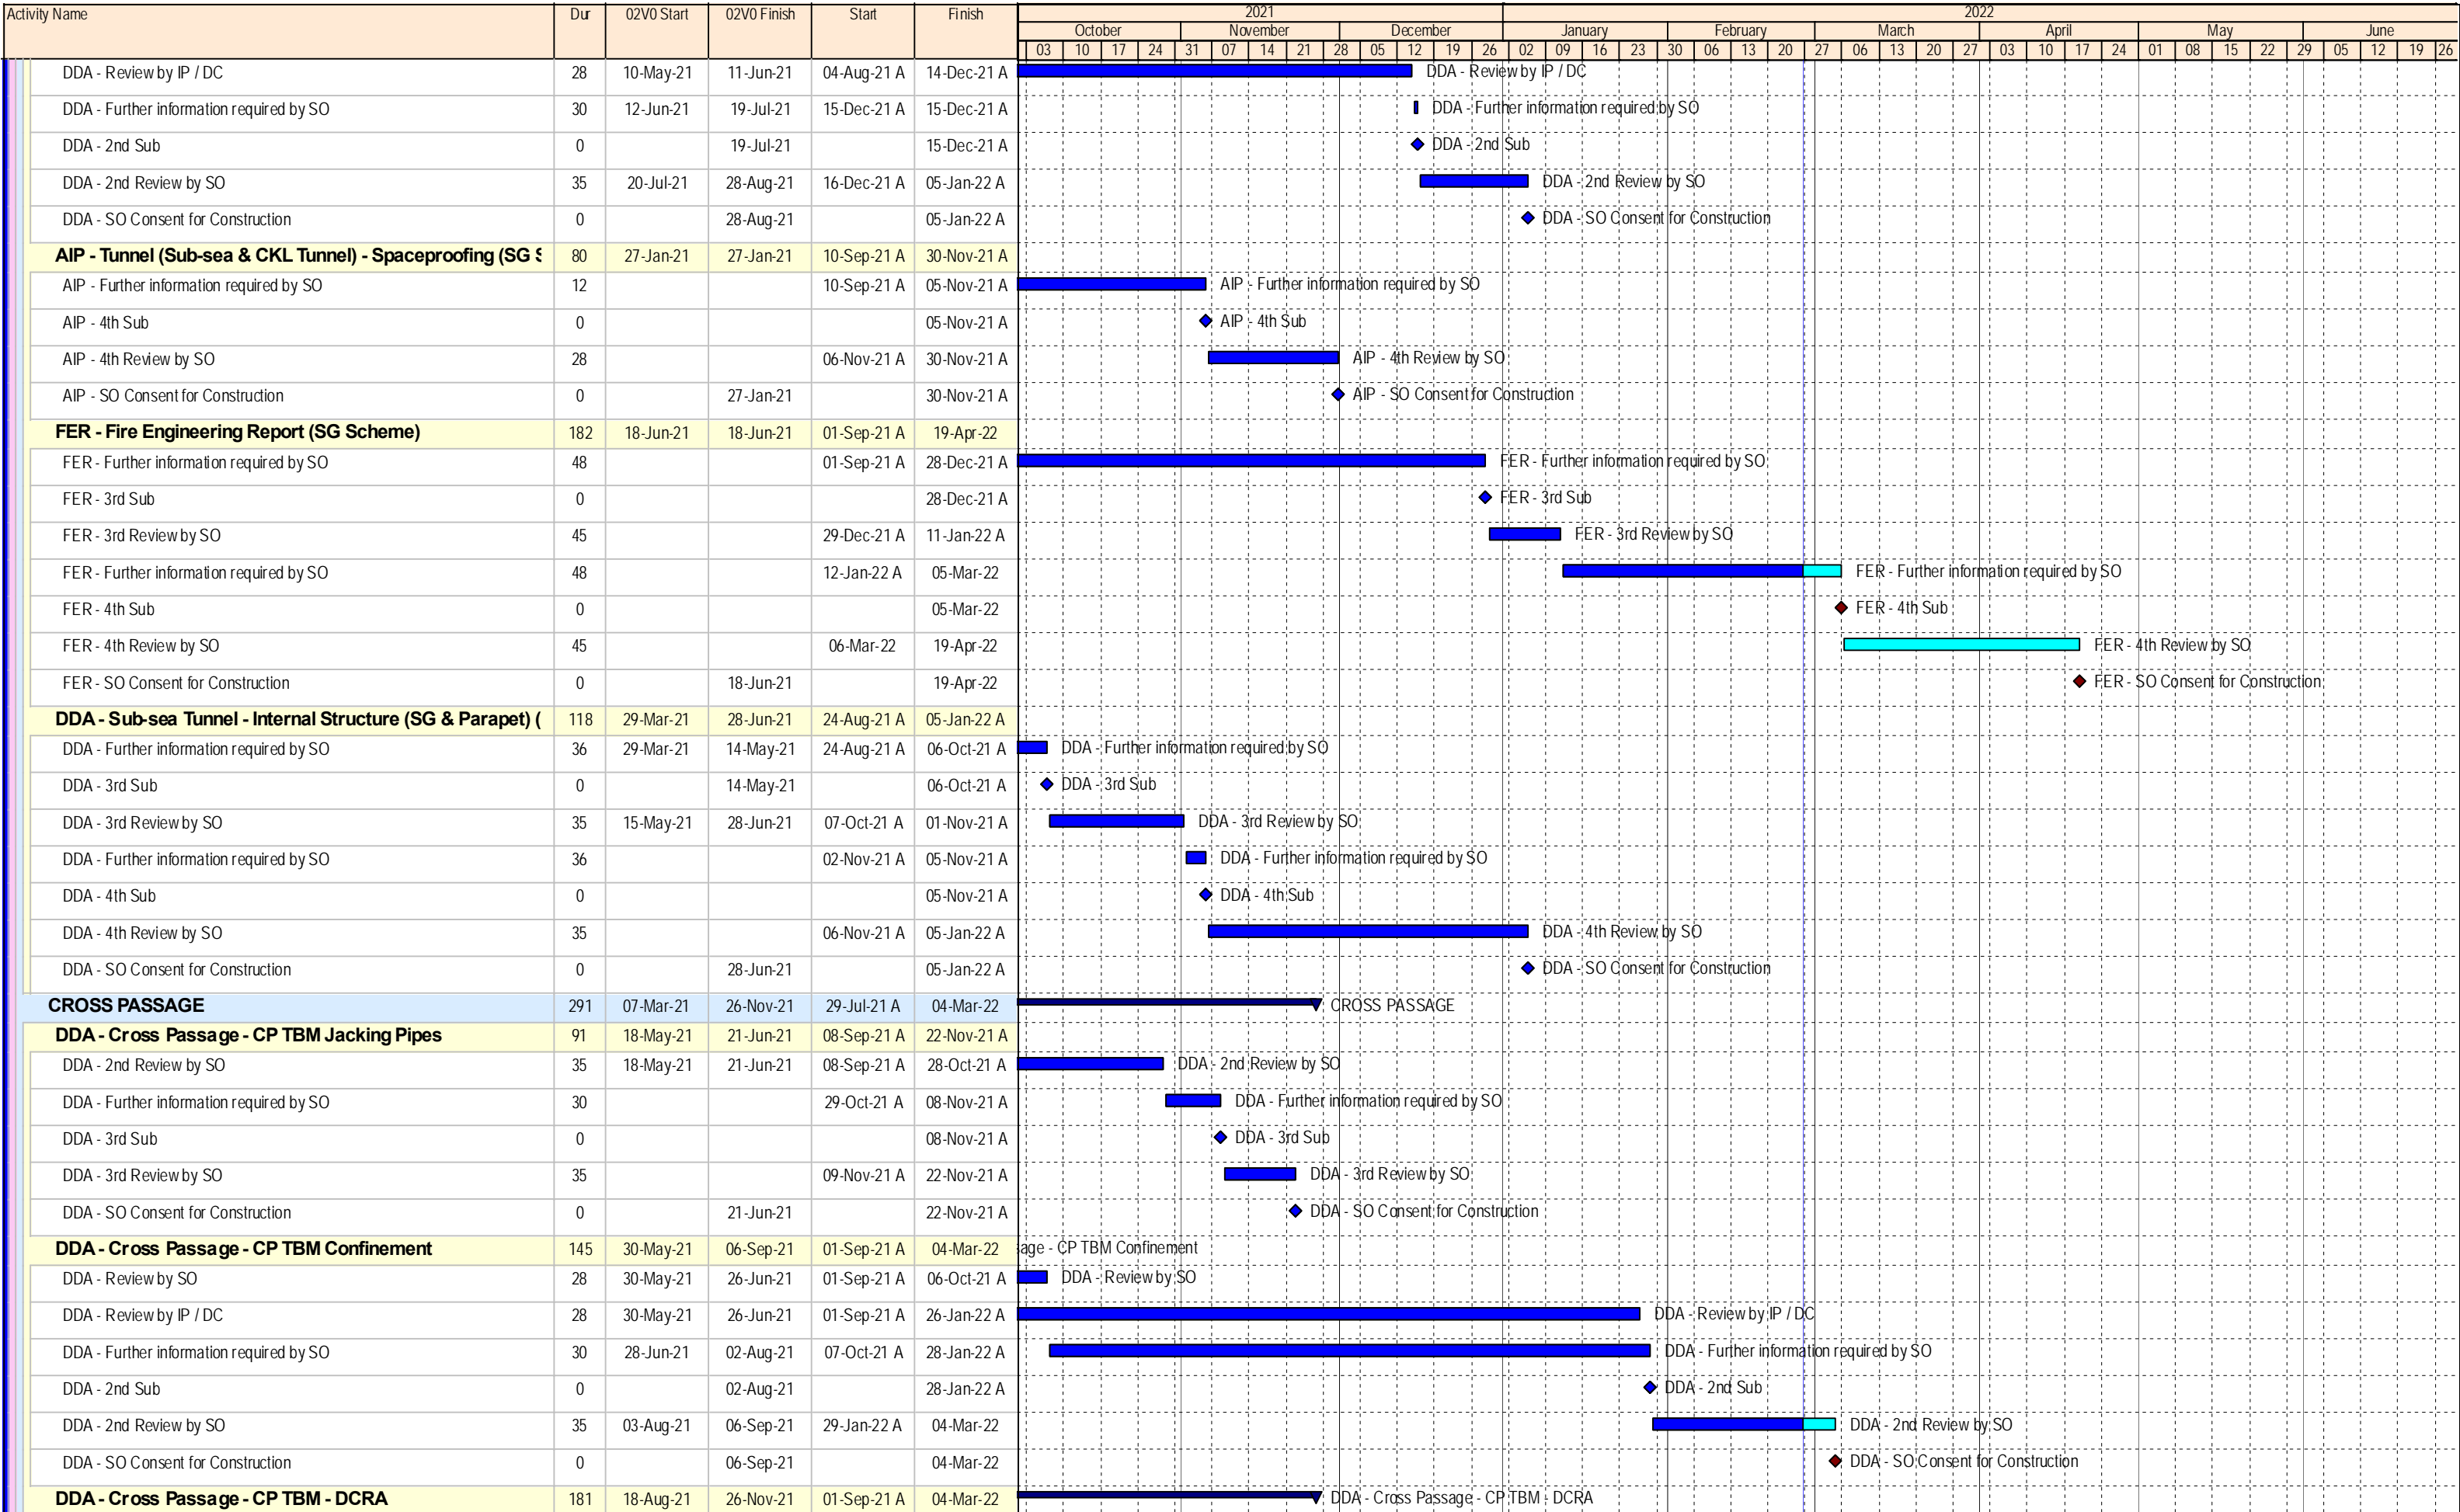 Activity Name Dur 02V0 Start 02V0 Finish Start Finish 2021 2022
October November December January February March April May June
03 10 17 24 31 07 14 21 28 05 12 19 26 02 09 16 23 30 06 13 20 27 06 13 20 27 03 10 17 24 01 08 15 22 29 05 12 19 26
DDA - Review by IP / DC 28 10-May-21 11-Jun-21 04-Aug-21 A 14-Dec-21 A DDA - Review by IP / DC
DDA - Further information required by SO 30 12-Jun-21 19-Jul-21 15-Dec-21 A 15-Dec-21 A DDA - Further information required by SO
DDA - 2nd Sub 0 19-Jul-21 15-Dec-21 A DDA - 2nd Sub
DDA - 2nd Review by SO 35 20-Jul-21 28-Aug-21 16-Dec-21 A 05-Jan-22 A DDA - 2nd Review by SO
DDA - SO Consent for Construction 0 28-Aug-21 05-Jan-22 A DDA - SO Consent for Construction
AIP - Tunnel (Sub-sea & CKL Tunnel) - Spaceproofing (SG 80 27-Jan-21 27-Jan-21 10-Sep-21 A 30-Nov-21 A
AIP - Further information required by SO 12 10-Sep-21 A 05-Nov-21 A AIP - Further information required by SO
AIP - 4th Sub 0 05-Nov-21 A AIP - 4th Sub
AIP - 4th Review by SO 28 06-Nov-21 A 30-Nov-21 A AIP - 4th Review by SO
AIP - SO Consent for Construction 0 27-Jan-21 30-Nov-21 A AIP - SO Consent for Construction
FER - Fire Engineering Report (SG Scheme) 182 18-Jun-21 18-Jun-21 01-Sep-21 A 19-Apr-22
FER - Further information required by SO 48 01-Sep-21 A 28-Dec-21 A FER - Further information required by SO
FER - 3rd Sub 0 28-Dec-21 A FER - 3rd Sub
FER - 3rd Review by SO 45 29-Dec-21 A 11-Jan-22 A FER - 3rd Review by SO
FER - Further information required by SO 48 12-Jan-22 A 05-Mar-22 FER - Further information required by SO
FER - 4th Sub 0 05-Mar-22 FER - 4th Sub
FER - 4th Review by SO 45 06-Mar-22 19-Apr-22 FER - 4th Review by SO
FER - SO Consent for Construction 0 18-Jun-21 19-Apr-22 FER - SO Consent for Construction
DDA - Sub-sea Tunnel - Internal Structure (SG & Parapet) ( 118 29-Mar-21 28-Jun-21 24-Aug-21 A 05-Jan-22 A
DDA - Further information required by SO 36 29-Mar-21 14-May-21 24-Aug-21 A 06-Oct-21 A DDA - Further information required by SO
DDA - 3rd Sub 0 14-May-21 06-Oct-21 A DDA - 3rd Sub
DDA - 3rd Review by SO 35 15-May-21 28-Jun-21 07-Oct-21 A 01-Nov-21 A DDA - 3rd Review by SO
DDA - Further information required by SO 36 02-Nov-21 A 05-Nov-21 A DDA - Further information required by SO
DDA - 4th Sub 0 05-Nov-21 A DDA - 4th Sub
DDA - 4th Review by SO 35 06-Nov-21 A 05-Jan-22 A DDA - 4th Review by SO
DDA - SO Consent for Construction 0 28-Jun-21 05-Jan-22 A DDA - SO Consent for Construction
CROSS PASSAGE 291 07-Mar-21 26-Nov-21 29-Jul-21 A 04-Mar-22 CROSS PASSAGE
DDA - Cross Passage - CP TBM Jacking Pipes 91 18-May-21 21-Jun-21 08-Sep-21 A 22-Nov-21 A
DDA - 2nd Review by SO 35 18-May-21 21-Jun-21 08-Sep-21 A 28-Oct-21 A DDA - 2nd Review by SO
DDA - Further information required by SO 30 29-Oct-21 A 08-Nov-21 A DDA - Further information required by SO
DDA - 3rd Sub 0 08-Nov-21 A DDA - 3rd Sub
DDA - 3rd Review by SO 35 09-Nov-21 A 22-Nov-21 A DDA - 3rd Review by SO
DDA - SO Consent for Construction 0 21-Jun-21 22-Nov-21 A DDA - SO Consent for Construction
DDA - Cross Passage - CP TBM Confinement 145 30-May-21 06-Sep-21 01-Sep-21 A 04-Mar-22 age - CP TBM Confinement
DDA - Review by SO 28 30-May-21 26-Jun-21 01-Sep-21 A 06-Oct-21 A DDA - Review by SO
DDA - Review by IP / DC 28 30-May-21 26-Jun-21 01-Sep-21 A 26-Jan-22 A DDA - Review by IP / DC
DDA - Further information required by SO 30 28-Jun-21 02-Aug-21 07-Oct-21 A 28-Jan-22 A DDA - Further information required by SO
DDA - 2nd Sub 0 02-Aug-21 28-Jan-22 A DDA - 2nd Sub
DDA - 2nd Review by SO 35 03-Aug-21 06-Sep-21 29-Jan-22 A 04-Mar-22 DDA - 2nd Review by SO
DDA - SO Consent for Construction 0 06-Sep-21 04-Mar-22 DDA - SO Consent for Construction
DDA - Cross Passage - CP TBM - DCRA 181 18-Aug-21 26-Nov-21 01-Sep-21 A 04-Mar-22 DDA - Cross Passage - CP TBM - DCRA